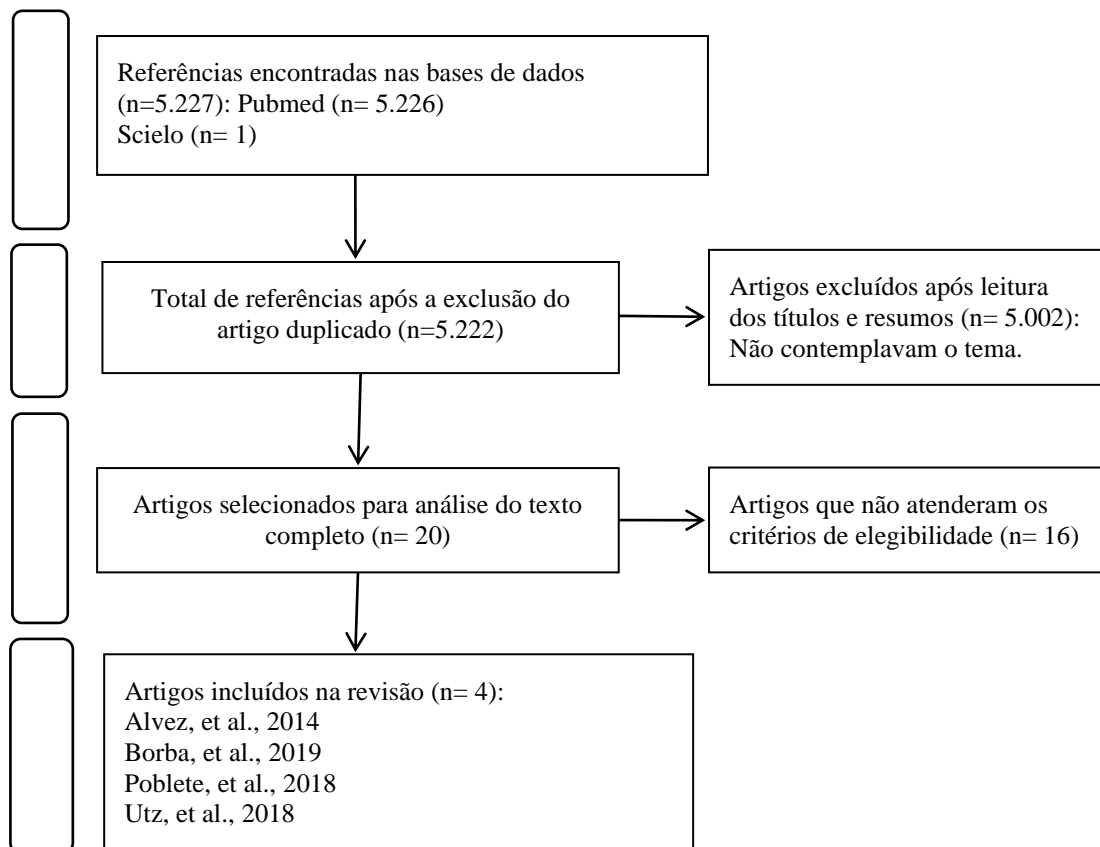 Referências encontradas nas bases de dados
(n=5.227): Pubmed (n= 5.226)
Scielo (n= 1)
Total de referências após a exclusão do
artigo duplicado (n=5.222)
Artigos excluídos após leitura
dos títulos e resumos (n= 5.002):
Não contemplavam o tema.
Artigos selecionados para análise do texto
completo (n= 20)
Artigos que não atenderam os
critérios de elegibilidade (n= 16)
Artigos incluídos na revisão (n= 4):
Alvez, et al., 2014
Borba, et al., 2019
Poblete, et al., 2018
Utz, et al., 2018